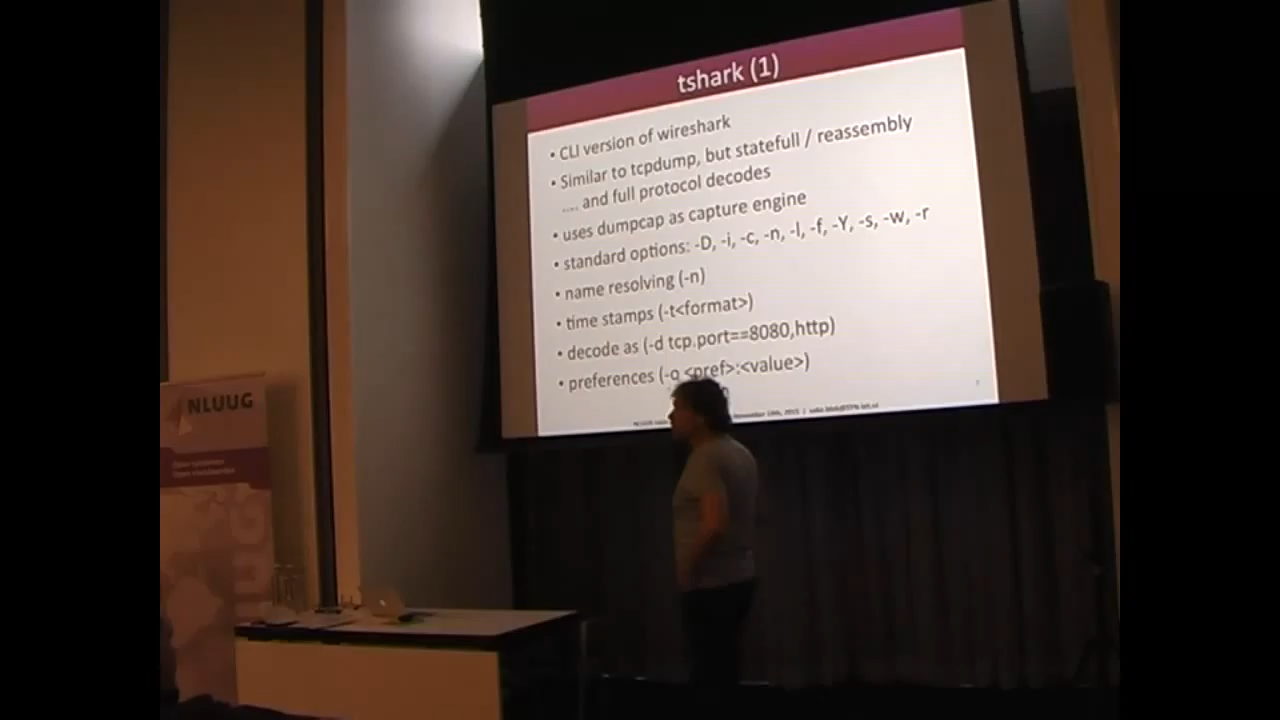 tshark (1)
• CLI version of wireshark
• Similar to tcpdump, but statefull / reassembly
.... and full protocol decodes
• uses dumpcap as capture engine
• standard options: -D, -i, -c, -n, -l, -f, -Y, -s, -w, -r
• name resolving (-n)
• time stamps (-t<format>)
• decode as (-d tcp.port==8080,http)
• preferences (-o <pref>:<value>)
NLUUG
NLUUG